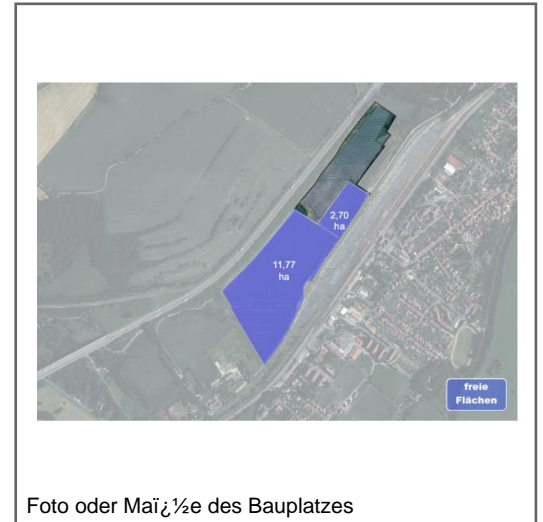 2,70
ha
11,77
ha
freie
Flächen
Foto oder Maï¿½e des Bauplatzes